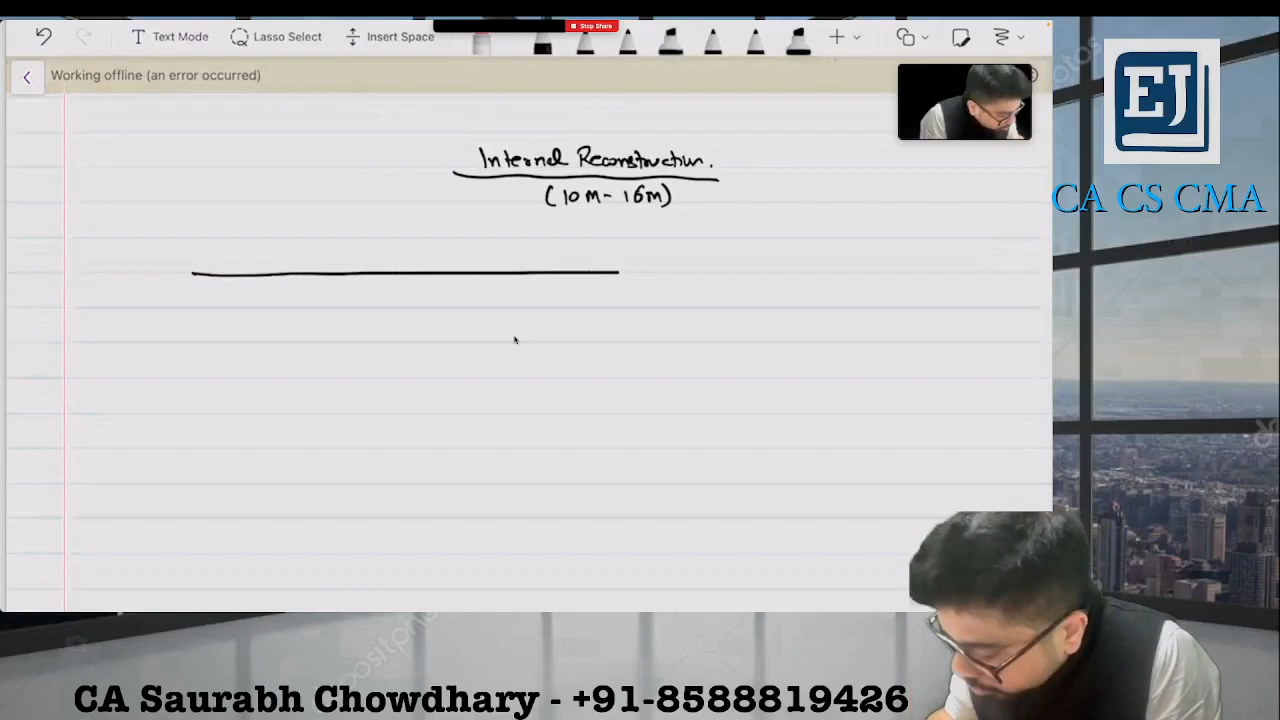 Stop Share
Text Mode
Lasso Select
Insert Space
Working offline (an error occurred)
EJ
CA CS CMA
Internal Reconstruction.
(10M - 16M)
CA Saurabh Chowdhary - +91-8588819426